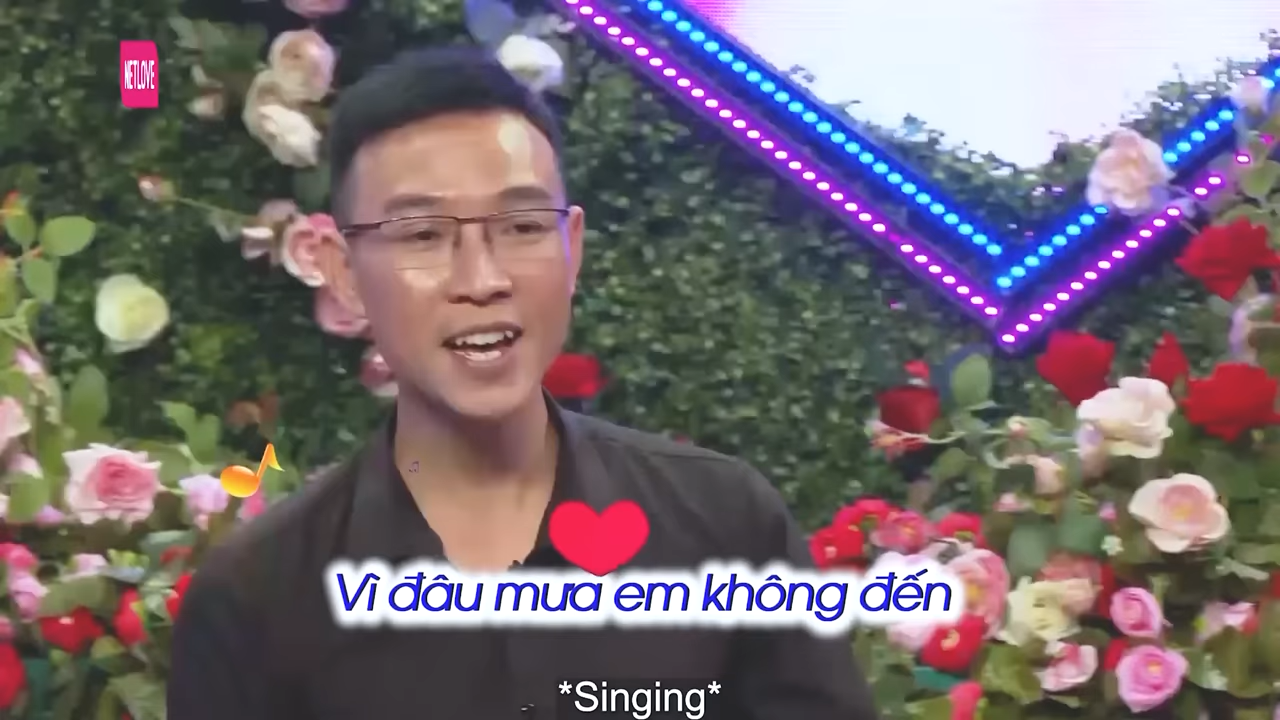 NETLOVE
Vì đâu mưa em không đến
*Singing*